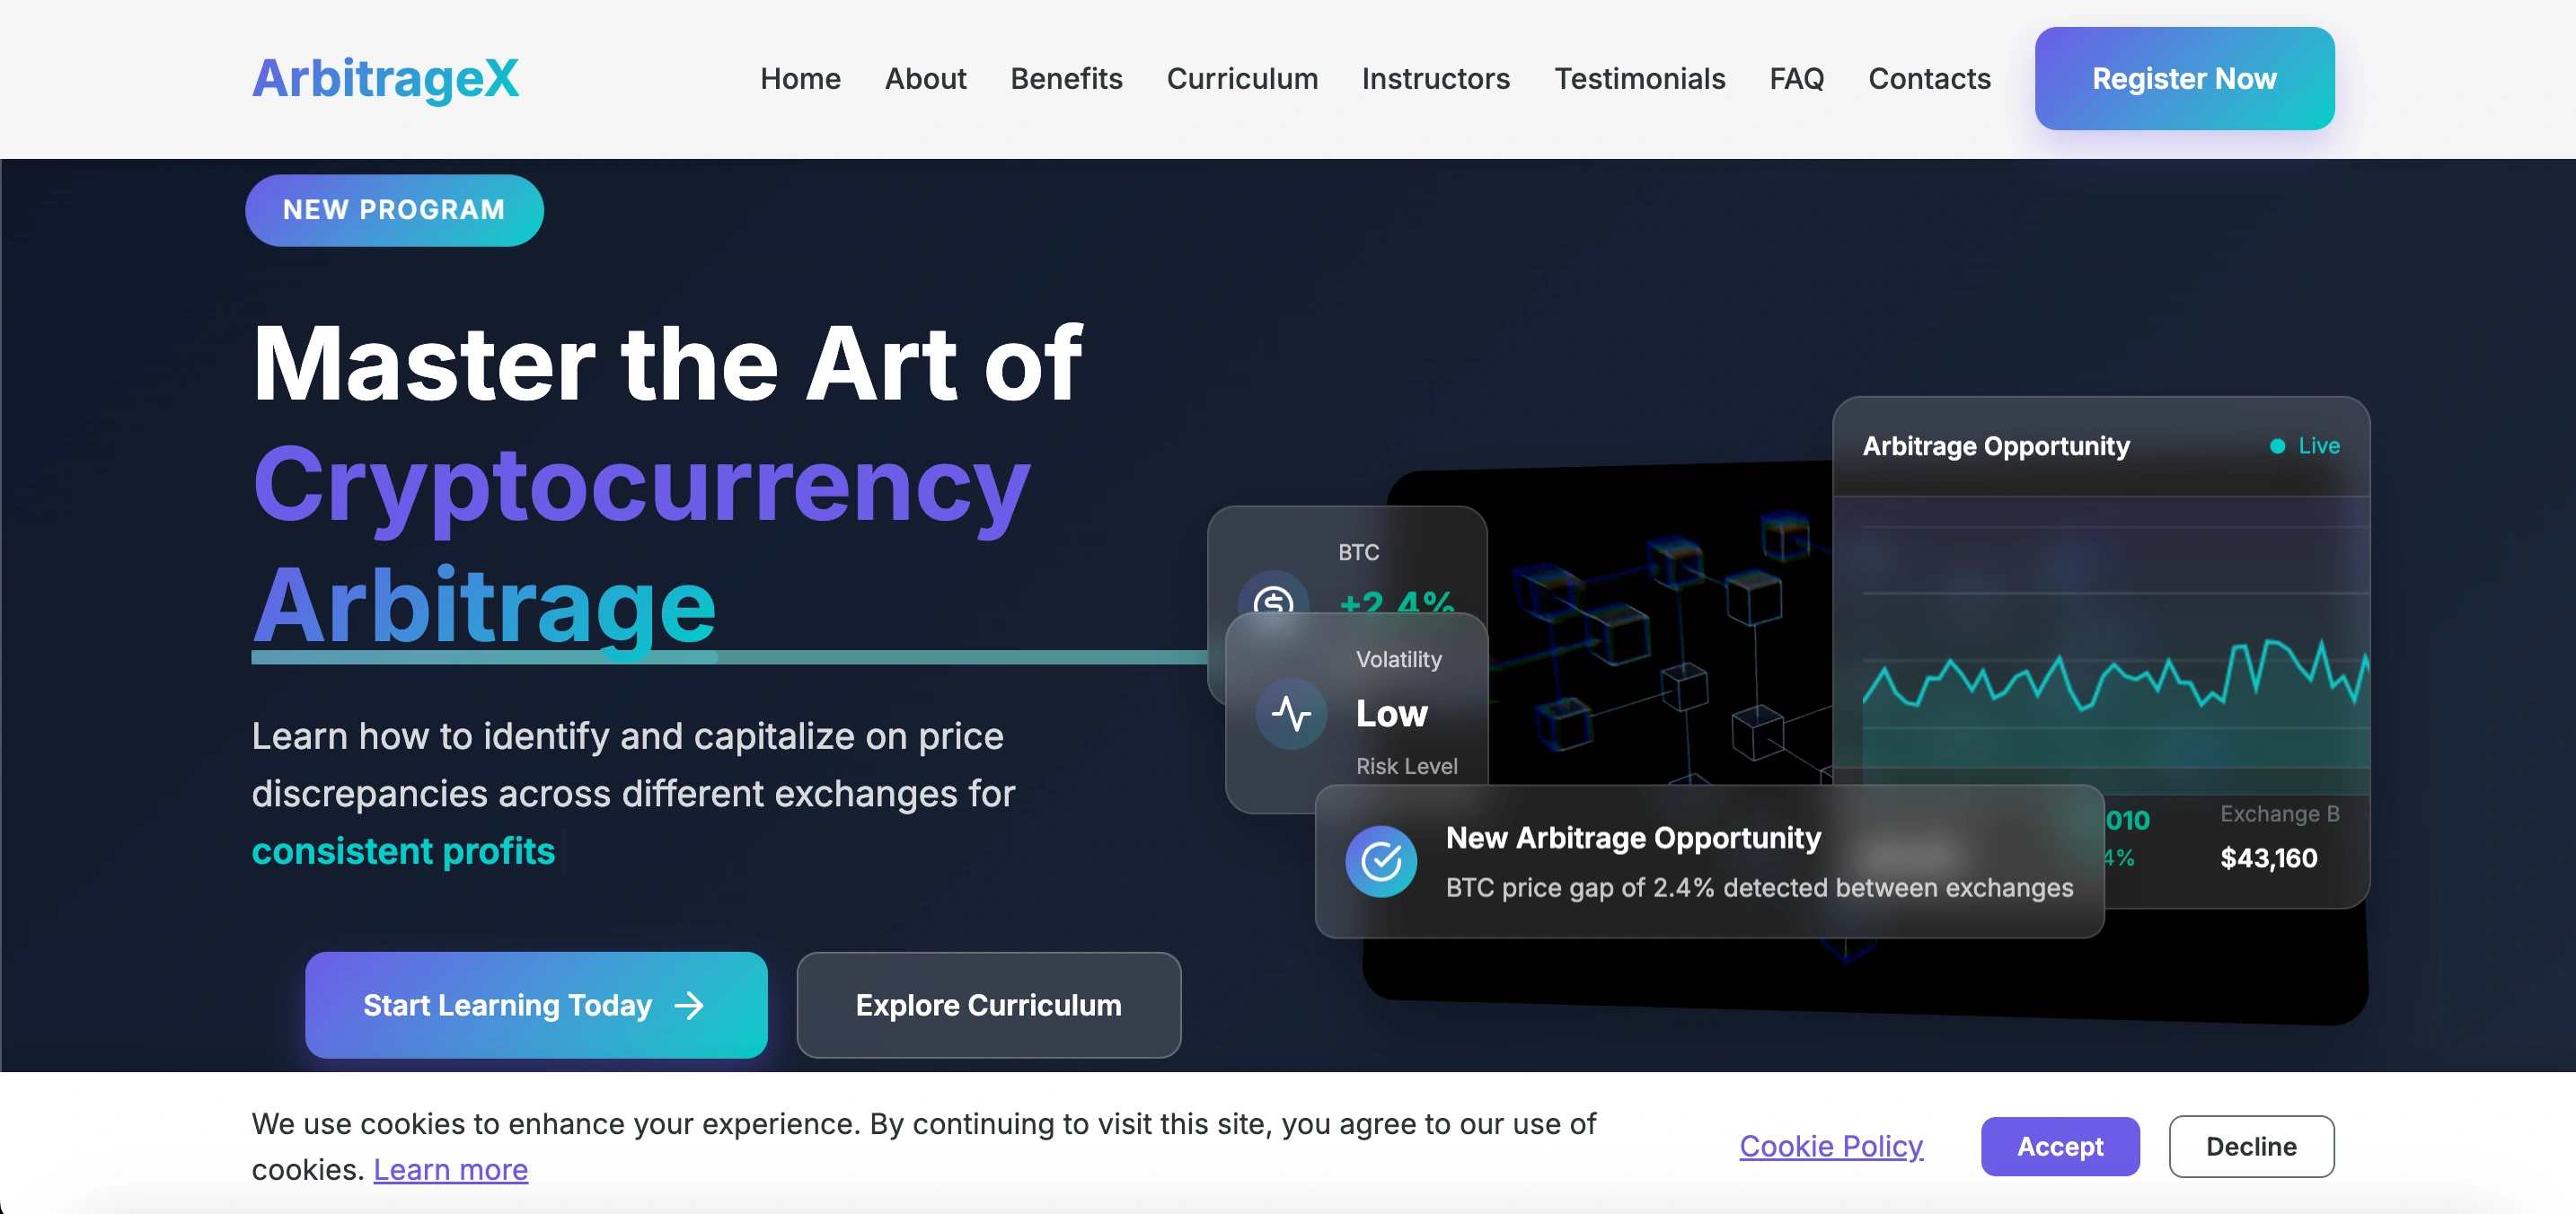 ArbitrageX
Home About Benefits Curriculum Instructors Testimonials FAQ Contacts Register Now
NEW PROGRAM
Master the Art of
Cryptocurrency
Arbitrage
Learn how to identify and capitalize on price
discrepancies across different exchanges for
consistent profits
Start Learning Today
Explore Curriculum
BTC
+2.4%
Volatility
Low
Risk Level
Arbitrage Opportunity
Live
New Arbitrage Opportunity
BTC price gap of 2.4% detected between exchanges
010
4%
Exchange B
$43,160
We use cookies to enhance your experience. By continuing to visit this site, you agree to our use of
cookies. Learn more
Cookie Policy
Accept
Decline